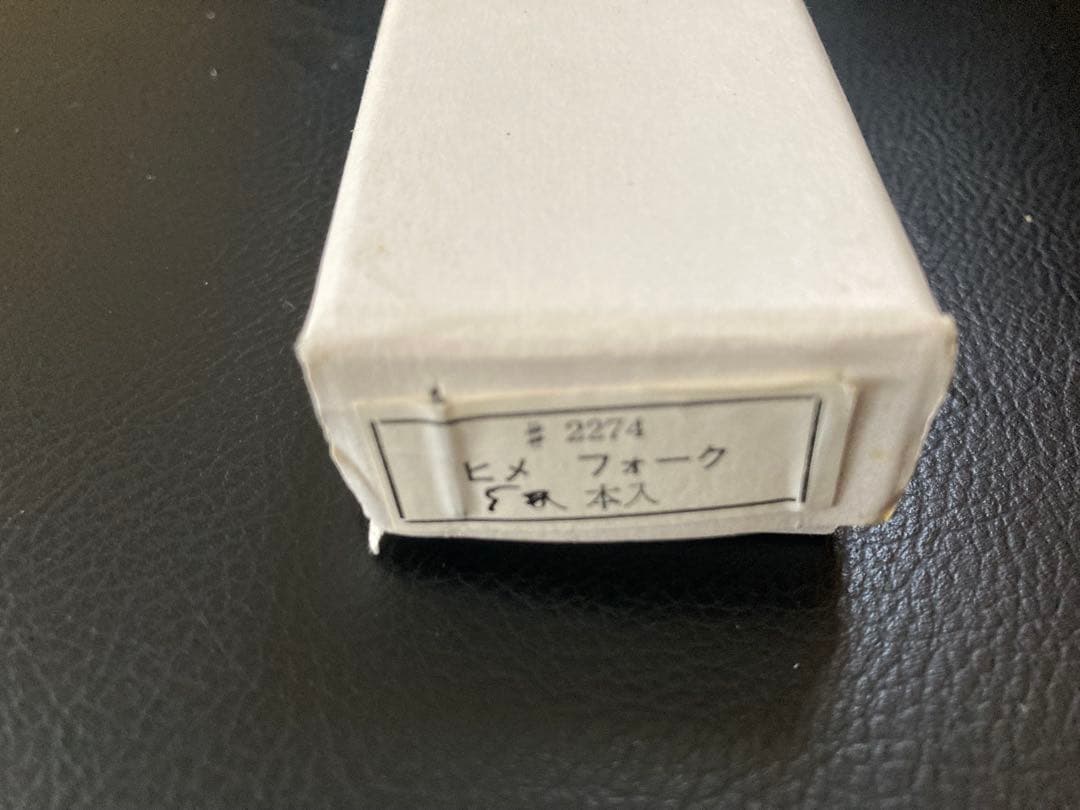 # 2274
ヒメ フォーク
本入